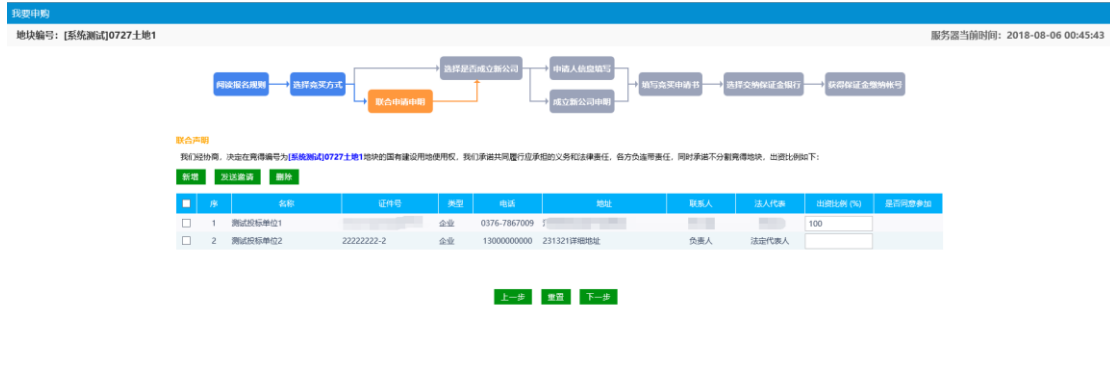 我要申购
地块编号：[系统测试]0727土地1 服务器当前时间：2018-08-06 00:45:43
选择是否成立新公司 申请人信息填写
阅读报名规则 选择竞买方式 填写竞买申请书 选择交纳保证金银行 获得保证金缴纳帐号
联合申请申明 成立新公司申明
联合声明
我们经协商，决定在竞得编号为[系统测试]0727土地1地块的国有建设用地使用权，我们承诺共同履行应承担的义务和法律责任，各方负连带责任，同时承诺不分割竞得地块，出资比例如下：
新增 发送邀请 删除
序 名称 证件号 类型 电话 地址 联系人 法人代表 出资比例 (%) 是否同意参加
1 测试投标单位1 企业 0376-7867009 100
2 测试投标单位2 22222222-2 企业 13000000000 231321详细地址 负责人 法定代表人
上一步 重置 下一步